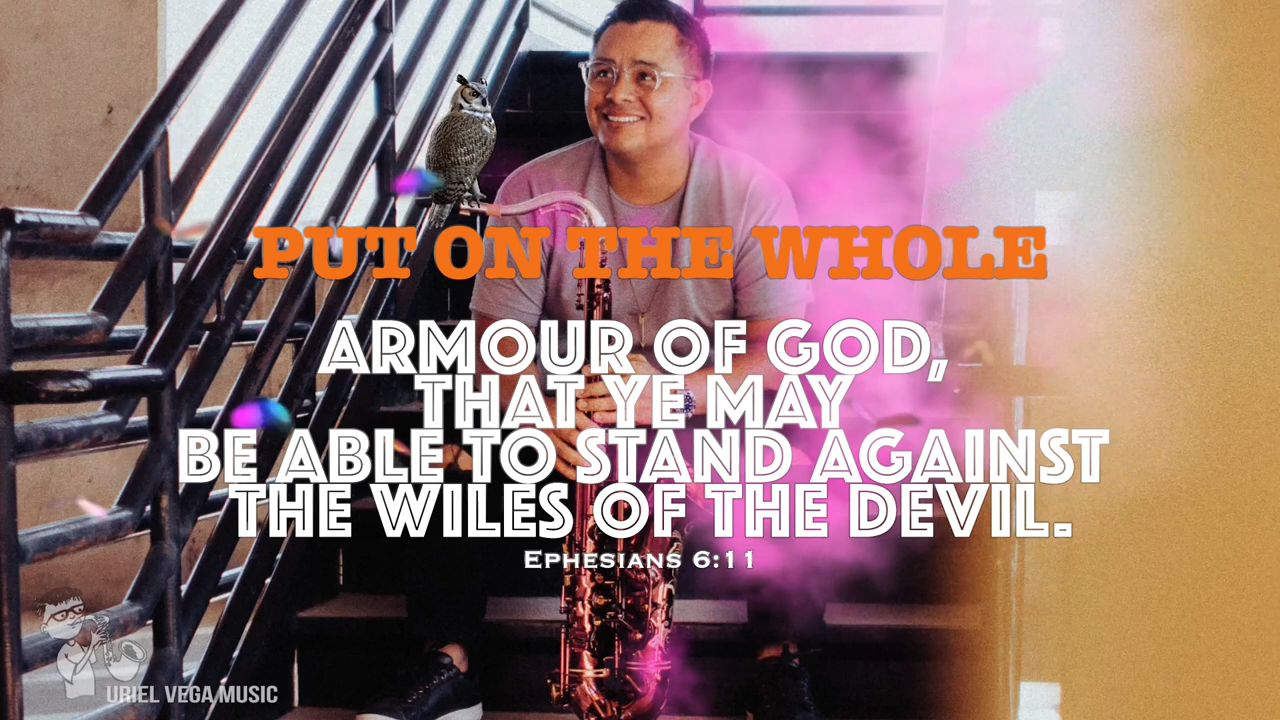 PUT ON THE WHOLE
ARMOUR OF GOD,
THAT YE MAY
BE ABLE TO STAND AGAINST
THE WILES OF THE DEVIL.
Ephesians 6:11
URIEL VEGA MUSIC